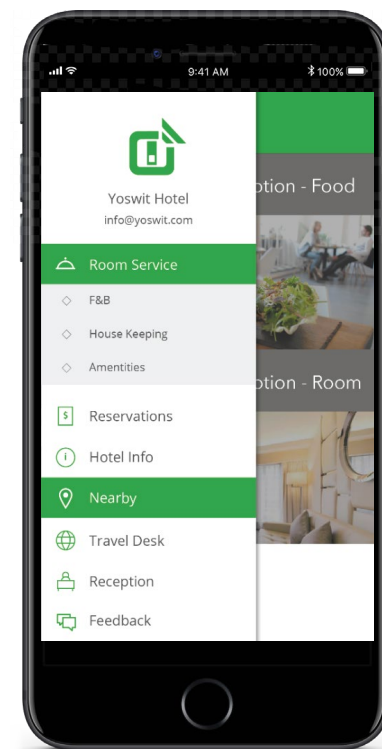 9:41 AM
100%
Yoswit Hotel
info@yoswit.com
Room Service
F&B
House Keeping
Amentities
Reservations
Hotel Info
Nearby
Travel Desk
Reception
Feedback
ption - Food
ption - Room